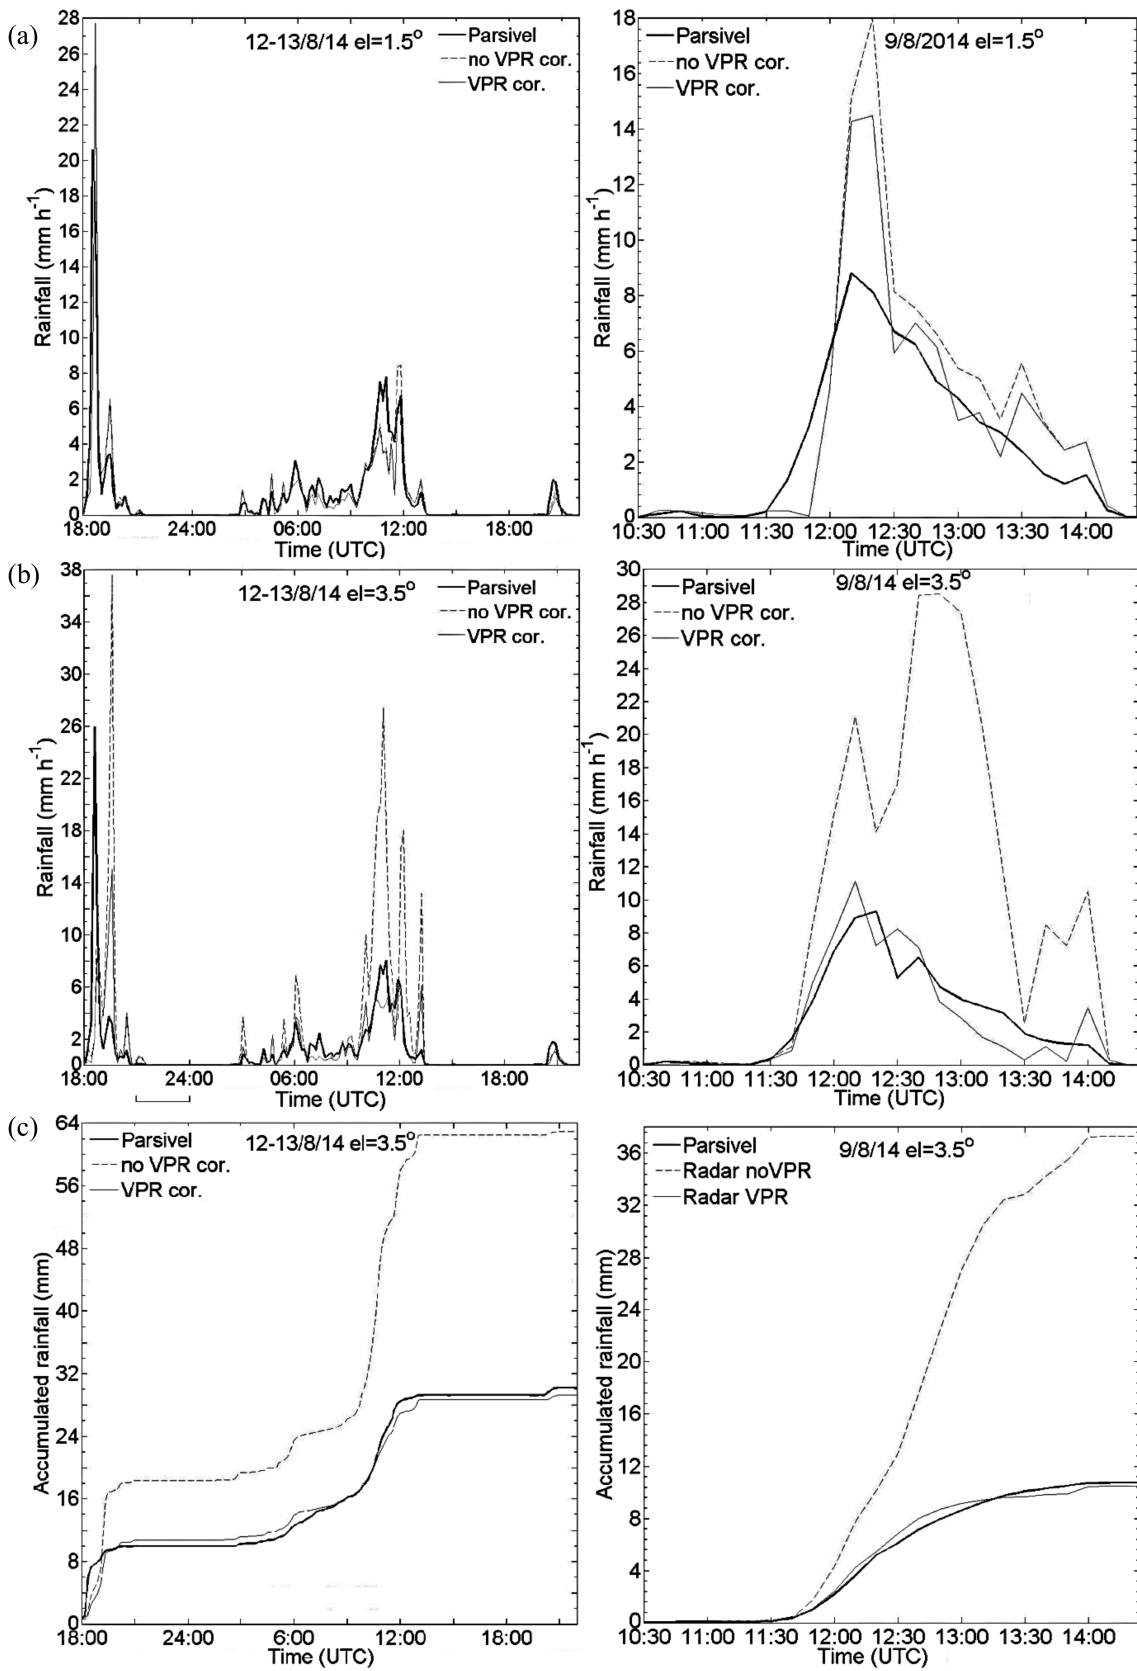 (a)
12-13/8/14 el=1.5°
Parsivel
no VPR cor.
VPR cor.
Rainfall (mm h⁻¹)
28
26
24
22
20
18
16
14
12
10
8
6
4
2
0
18:00 24:00 06:00 12:00 18:00
Time (UTC)
9/8/2014 el=1.5°
Parsivel
no VPR cor.
VPR cor.
Rainfall (mm h⁻¹)
18
16
14
12
10
8
6
4
2
0
10:30 11:00 11:30 12:00 12:30 13:00 13:30 14:00
Time (UTC)
(b)
12-13/8/14 el=3.5°
Parsivel
no VPR cor.
VPR cor.
Rainfall (mm h⁻¹)
38
34
30
26
22
18
14
10
6
2
0
18:00 24:00 06:00 12:00 18:00
Time (UTC)
9/8/14 el=3.5°
Parsivel
no VPR cor.
VPR cor.
Rainfall (mm h⁻¹)
30
28
26
24
22
20
18
16
14
12
10
8
6
4
2
0
10:30 11:00 11:30 12:00 12:30 13:00 13:30 14:00
Time (UTC)
(c)
12-13/8/14 el=3.5°
Parsivel
no VPR cor.
VPR cor.
Accumulated rainfall (mm)
64
56
48
40
32
24
16
8
0
18:00 24:00 6:00 12:00 18:00
Time (UTC)
9/8/14 el=3.5°
Parsivel
Radar noVPR
Radar VPR
Accumulated rainfall (mm)
36
32
28
24
20
16
12
8
4
0
10:30 11:00 11:30 12:00 12:30 13:00 13:30 14:00
Time (UTC)